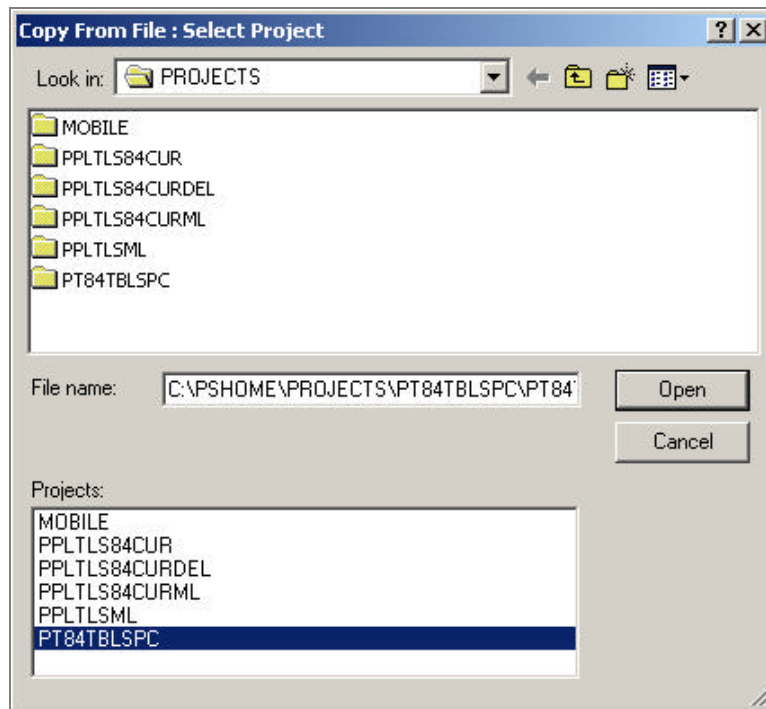 Copy From File : Select Project
Look in: PROJECTS
MOBILE
PPLTLS84CUR
PPLTLS84CURDEL
PPLTLS84CURML
PPLTLSML
PT84TBLSPC
File name: C:\PSHOME\PROJECTS\PT84TBLSPC\PT84 Open
Cancel
Projects:
MOBILE
PPLTLS84CUR
PPLTLS84CURDEL
PPLTLS84CURML
PPLTLSML
PT84TBLSPC